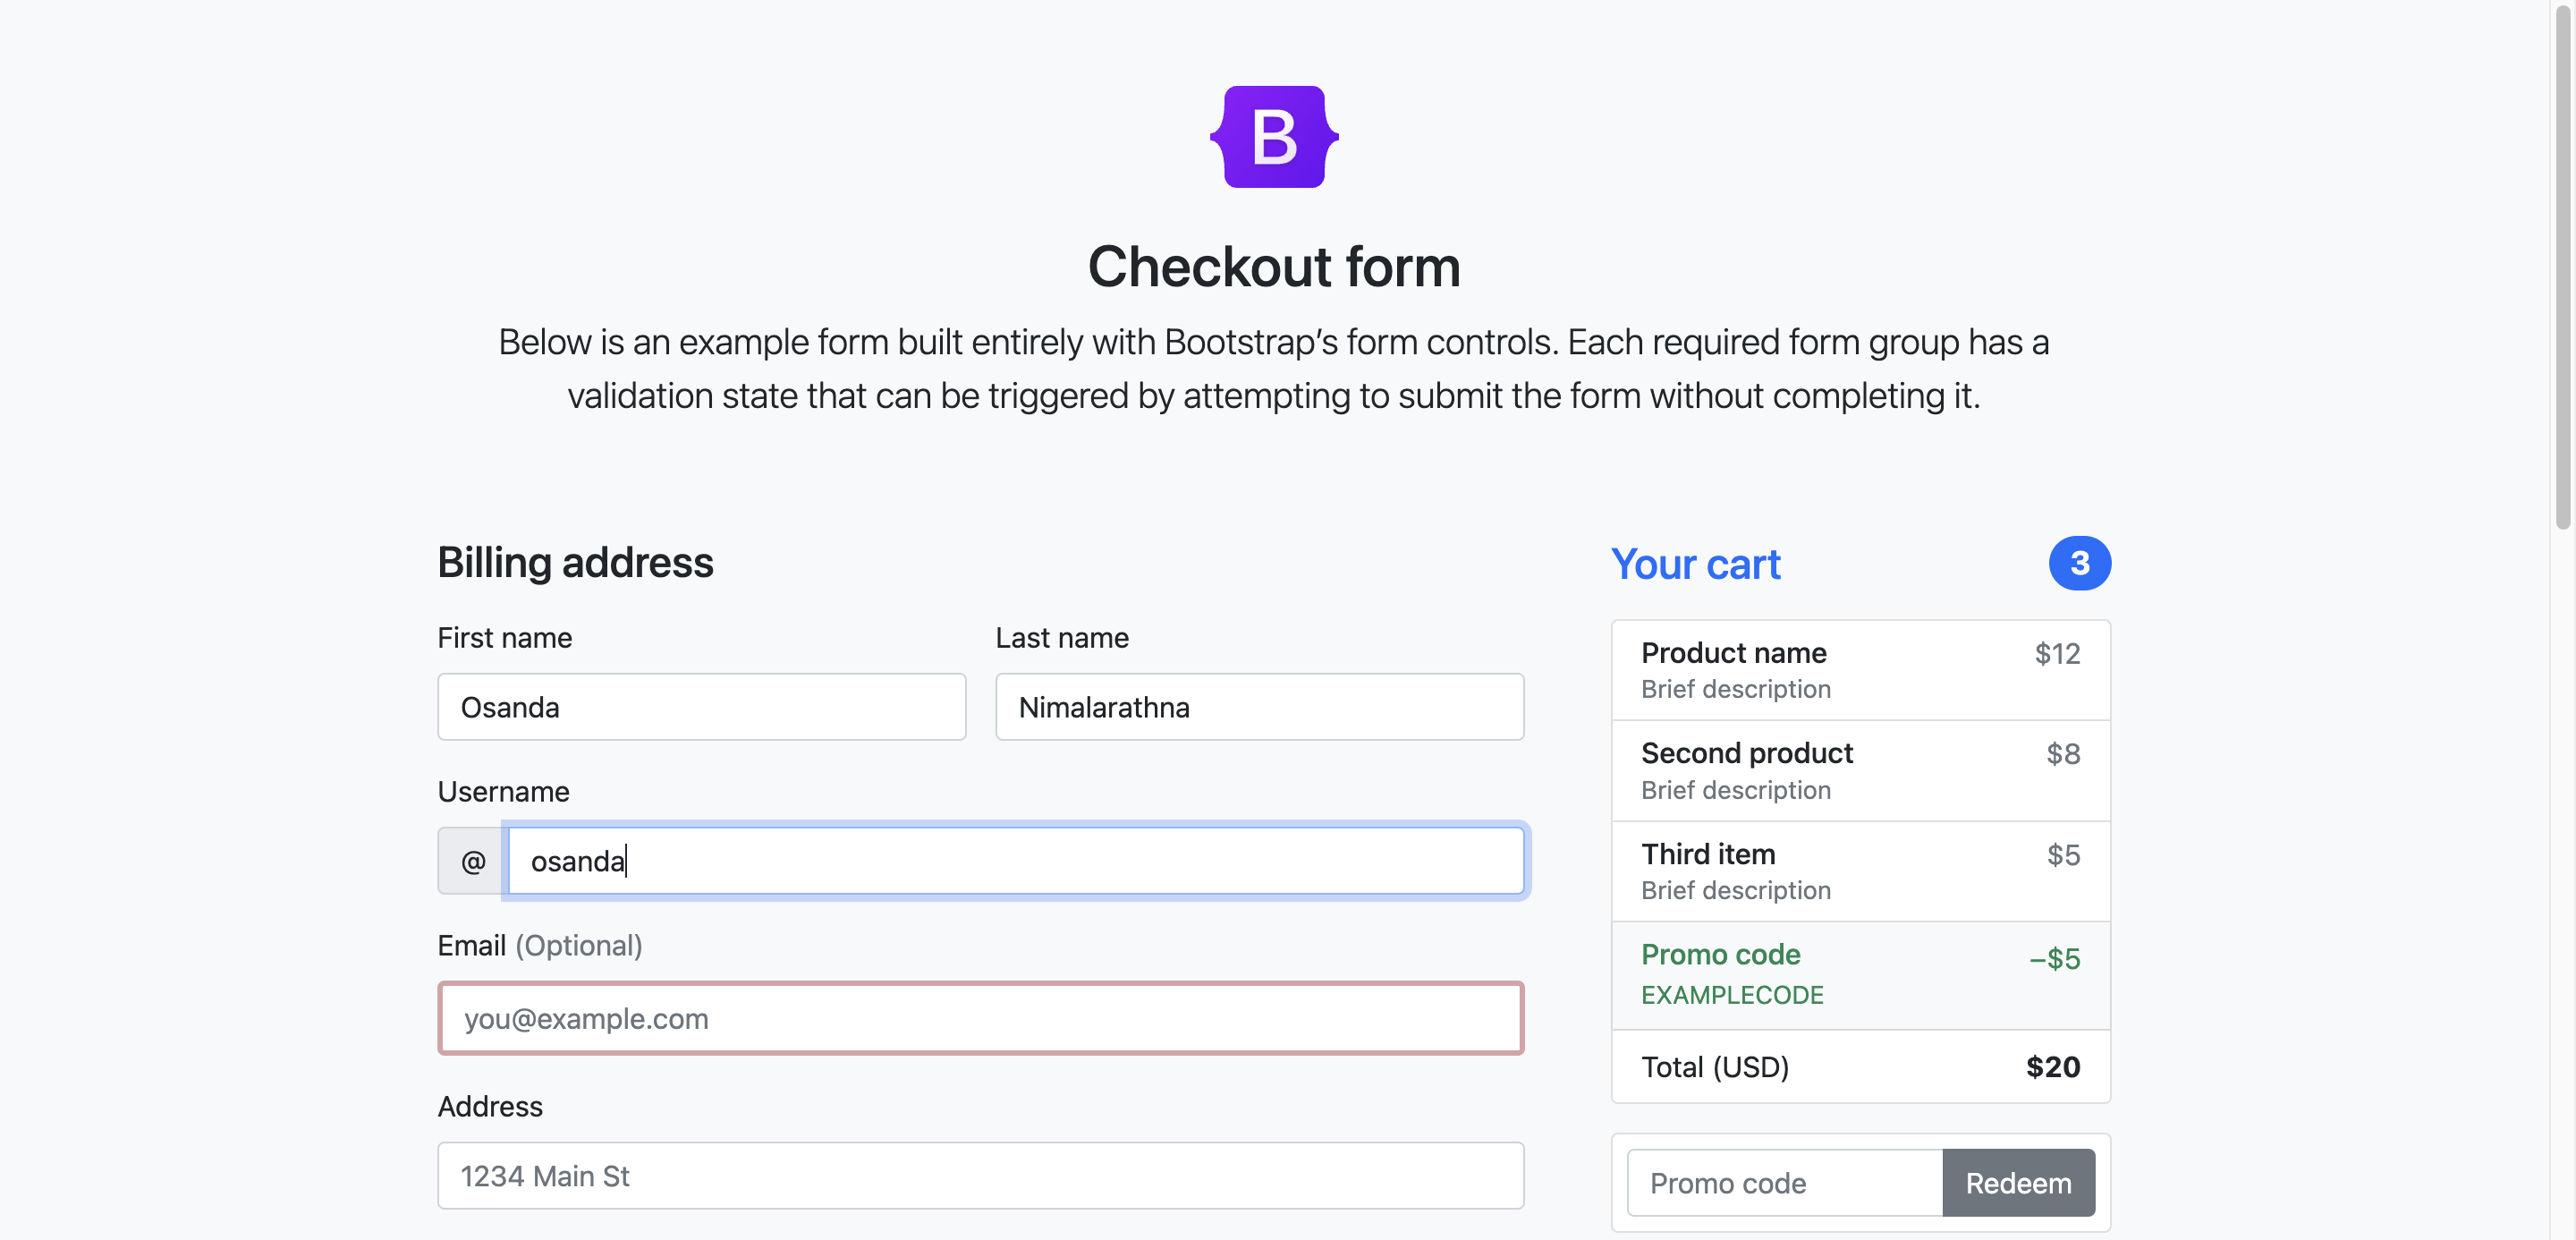 B
Checkout form
Below is an example form built entirely with Bootstrap’s form controls. Each required form group has a
validation state that can be triggered by attempting to submit the form without completing it.
Billing address
First name
Last name
Osanda
Nimalarathna
Username
@ osanda
Email (Optional)
you@example.com
Address
1234 Main St
Your cart 3
Product name $12
Brief description
Second product $8
Brief description
Third item $5
Brief description
Promo code −$5
EXAMPLECODE
Total (USD) $20
Promo code Redeem